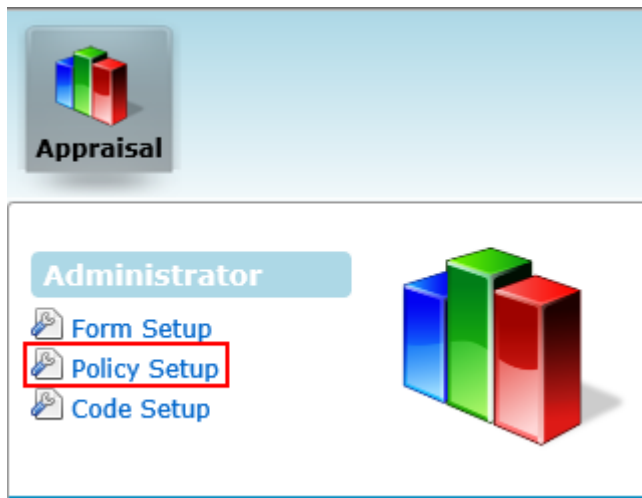 Appraisal
Administrator
Form Setup
Policy Setup
Code Setup